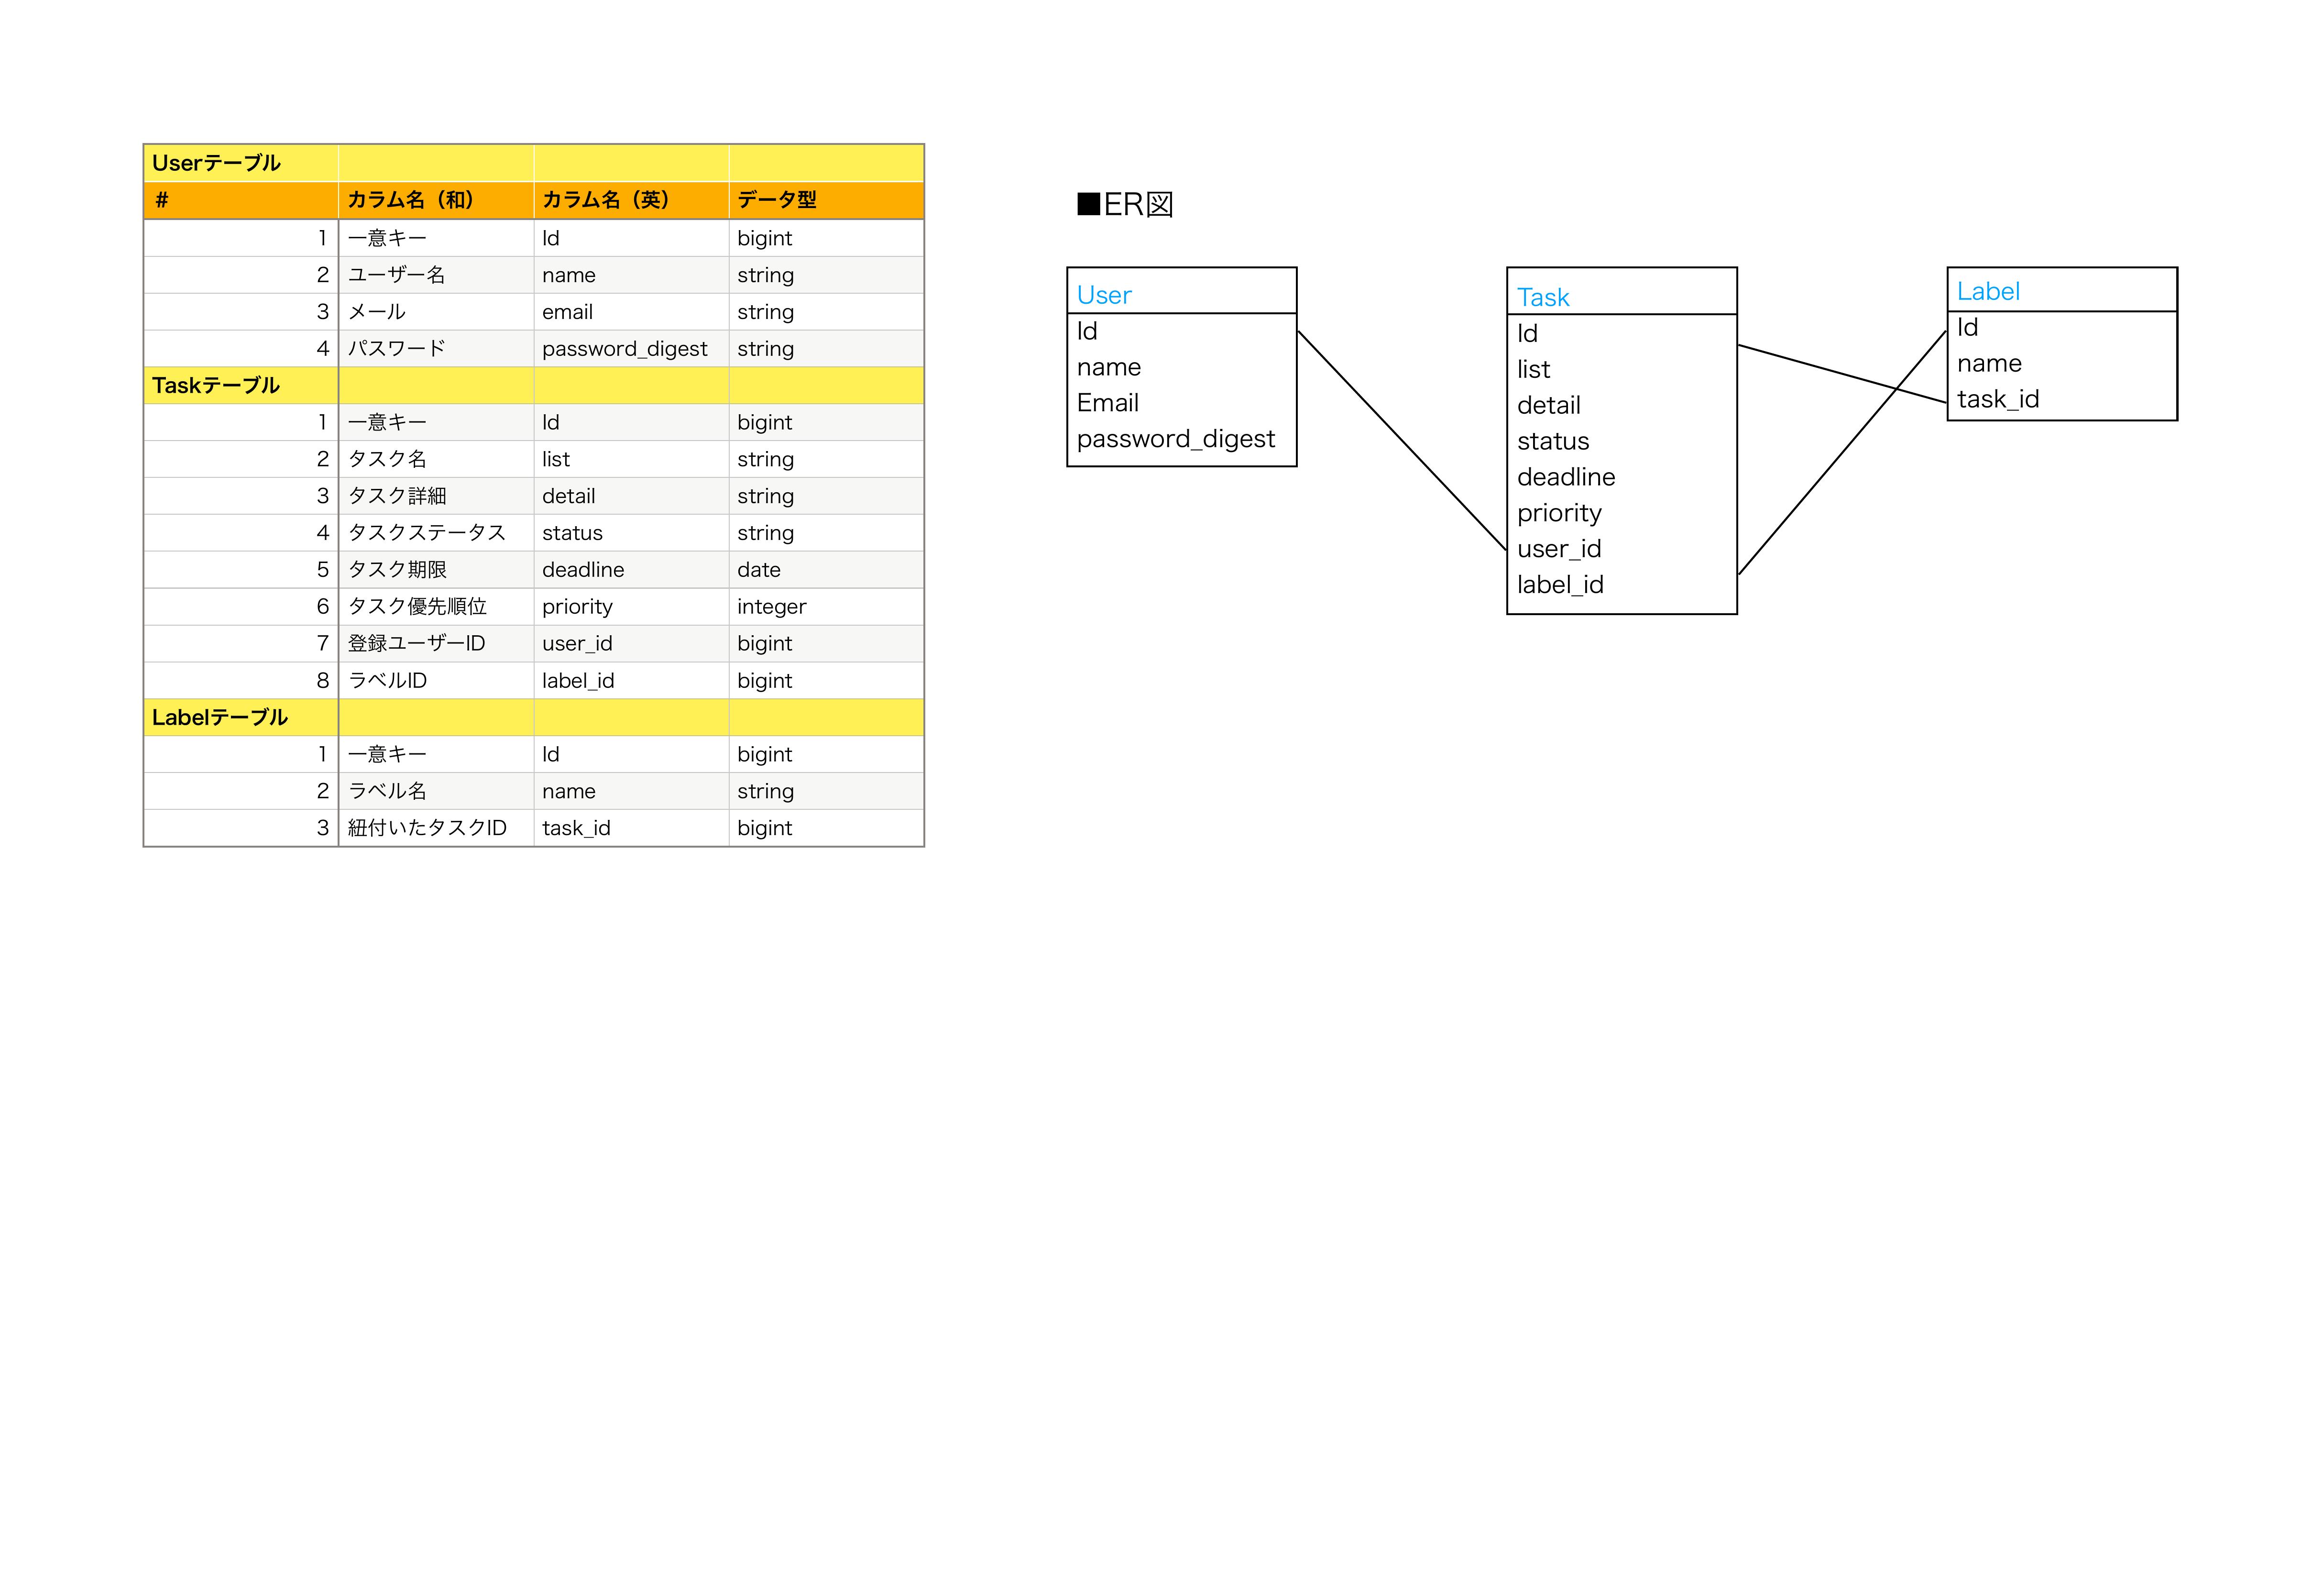 Userテーブル
# カラム名（和） カラム名（英） データ型
1 一意キー Id bigint
2 ユーザー名 name string
3 メール email string
4 パスワード password_digest string
Taskテーブル
1 一意キー Id bigint
2 タスク名 list string
3 タスク詳細 detail string
4 タスクステータス status string
5 タスク期限 deadline date
6 タスク優先順位 priority integer
7 登録ユーザーID user_id bigint
8 ラベルID label_id bigint
Labelテーブル
1 一意キー Id bigint
2 ラベル名 name string
3 紐付いたタスクID task_id bigint
■ER図
User
Id
name
Email
password_digest
Task
Id
list
detail
status
deadline
priority
user_id
label_id
Label
Id
name
task_id